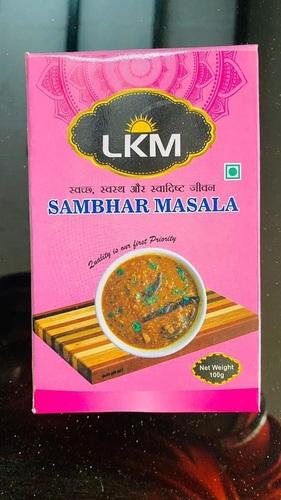 LKM
स्वच्छ, स्वस्थ और स्वादिष्ट जीवन
SAMBHAR MASALA
Quality is our first Priority
Net Weight
100g